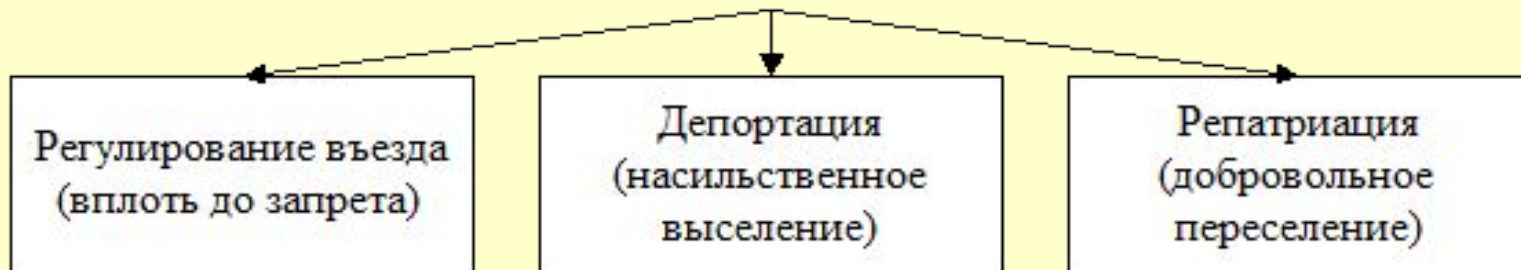 Регулирование въезда
(вплоть до запрета)
Депортация
(насильственное
выселение)
Репатриация
(добровольное
переселение)